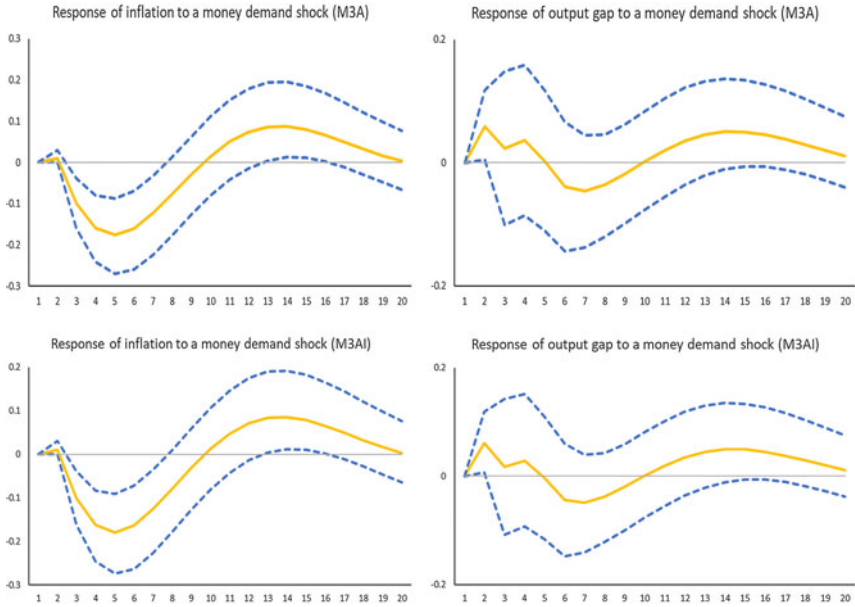 Response of inflation to a money demand shock (M3A)
0.3
0.2
0.1
0
-0.1
-0.2
-0.3
1 2 3 4 5 6 7 8 9 10 11 12 13 14 15 16 17 18 19 20
Response of output gap to a money demand shock (M3A)
0.2
0
-0.2
1 2 3 4 5 6 7 8 9 10 11 12 13 14 15 16 17 18 19 20
Response of inflation to a money demand shock (M3AI)
0.2
0.1
0
-0.1
-0.2
-0.3
1 2 3 4 5 6 7 8 9 10 11 12 13 14 15 16 17 18 19 20
Response of output gap to a money demand shock (M3AI)
0.2
0
-0.2
1 2 3 4 5 6 7 8 9 10 11 12 13 14 15 16 17 18 19 20